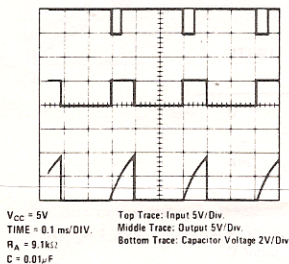 VCC = 5V
TIME = 0.1 ms/DIV.
RA = 9.1kΩ
C = 0.01µF
Top Trace: Input 5V/Div.
Middle Trace: Output 5V/Div.
Bottom Trace: Capacitor Voltage 2V/Div.